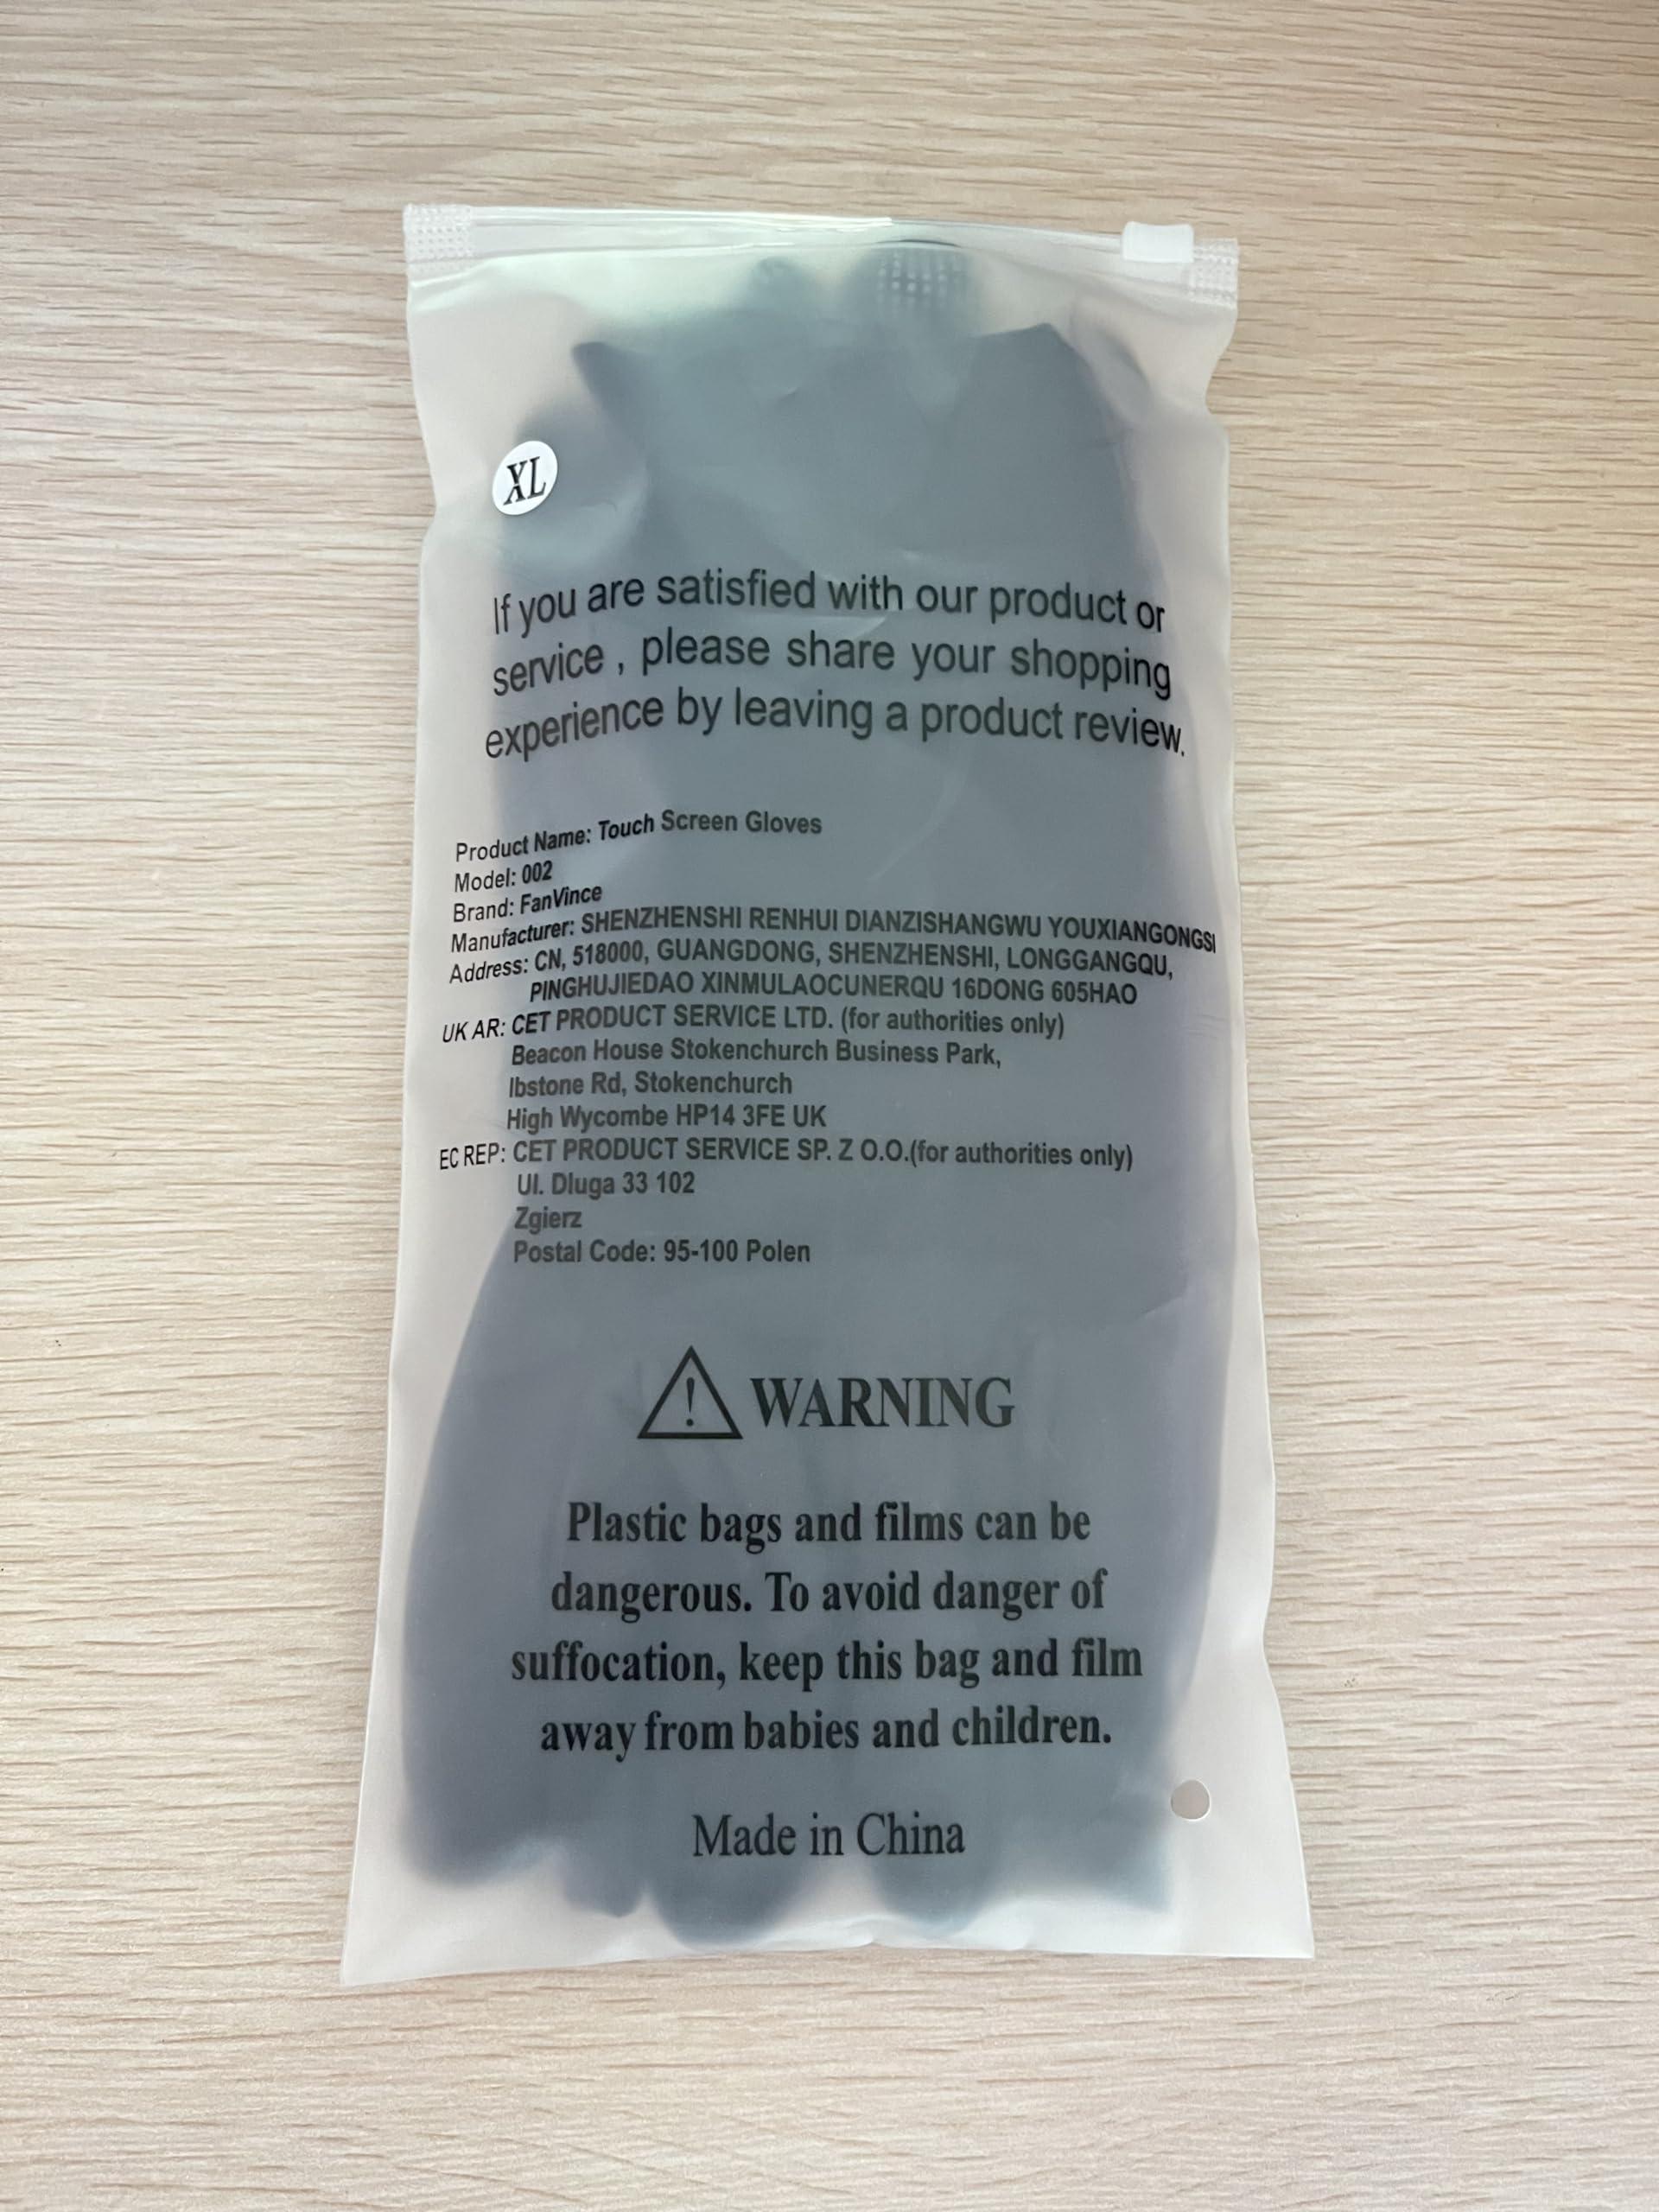 XL
If you are satisfied with our product or
service , please share your shopping
experience by leaving a product review.
Product Name: Touch Screen Gloves
Model: 002
Brand: FanVince
Manufacturer: SHENZHENSHI RENHUI DIANZISHANGWU YOUXIANGONGSI
Address: CN, 518000, GUANGDONG, SHENZHENSHI, LONGGANGQU,
PINGHUJIEDAO XINMULAOCUNERQU 16DONG 605HAO
UK AR: CET PRODUCT SERVICE LTD. (for authorities only)
Beacon House Stokenchurch Business Park,
Ibstone Rd, Stokenchurch
High Wycombe HP14 3FE UK
EC REP: CET PRODUCT SERVICE SP. Z O.O.(for authorities only)
Ul. Dluga 33 102
Zgierz
Postal Code: 95-100 Polen
! WARNING
Plastic bags and films can be
dangerous. To avoid danger of
suffocation, keep this bag and film
away from babies and children.
Made in China